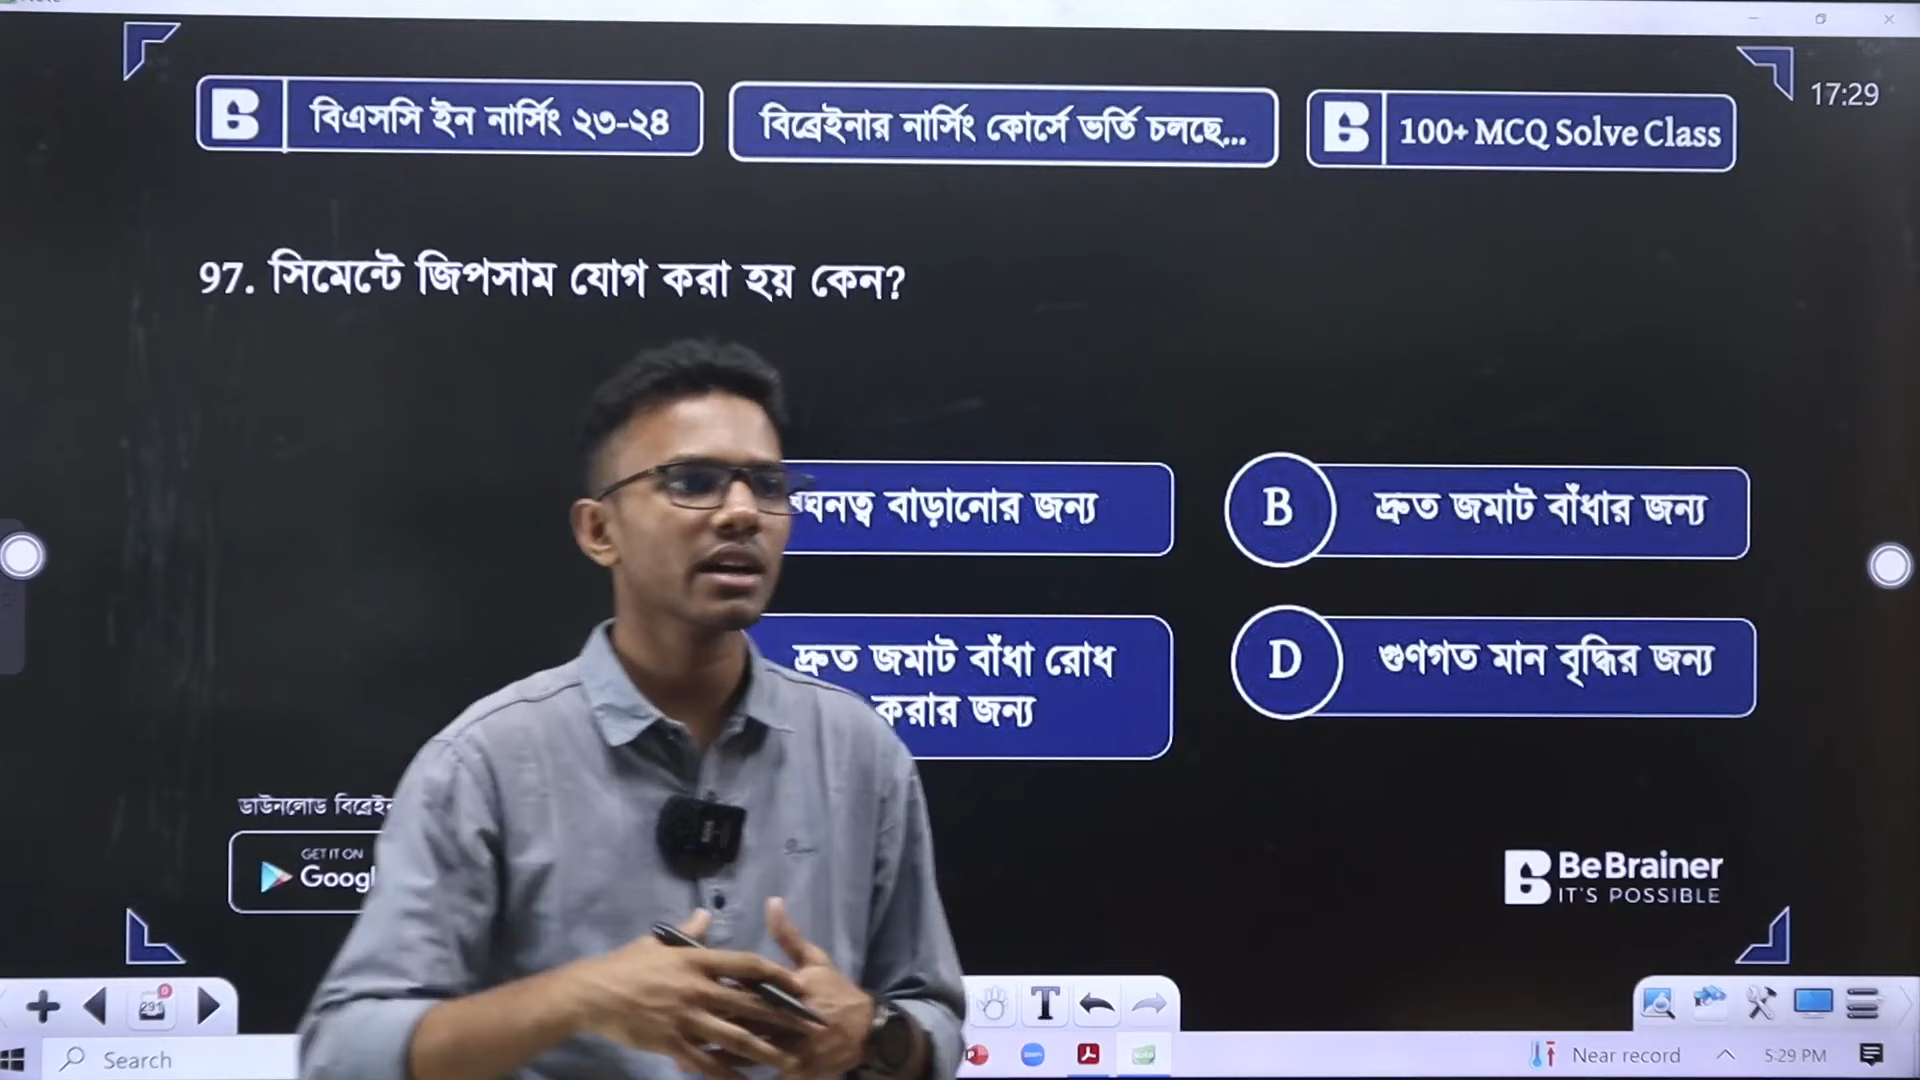 17:29
বিএসসি ইন নার্সিং ২৩-২৪
বিব্রেইনার নার্সিং কোর্সে ভর্তি চলছে...
100+ MCQ Solve Class
97. সিমেন্টে জিপসাম যোগ করা হয় কেন?
ঘনত্ব বাড়ানোর জন্য
B দ্রুত জমাট বাঁধার জন্য
দ্রুত জমাট বাঁধা রোধ
করার জন্য
D গুণগত মান বৃদ্ধির জন্য
ডাউনলোড
GET IT ON
BeBrainer
IT'S POSSIBLE
291
T
Search
Near record
5:29 PM